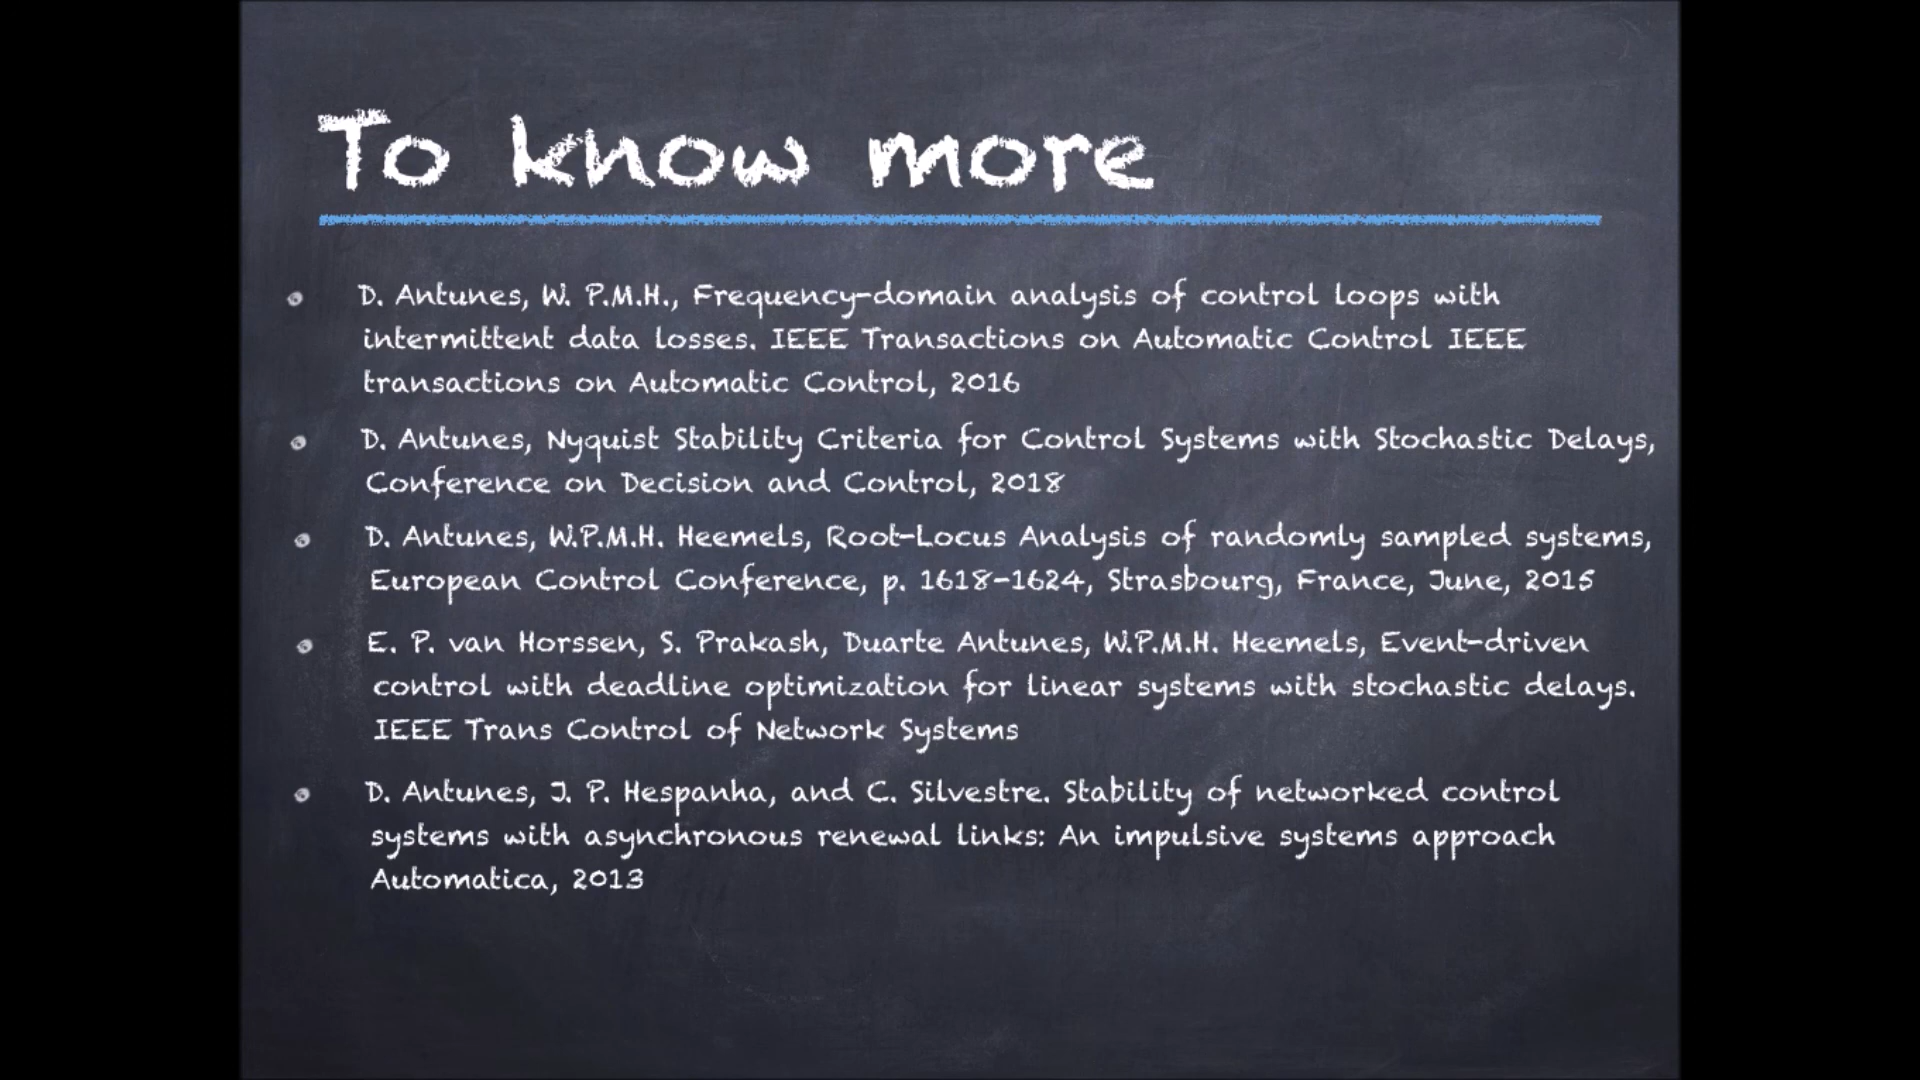 To know more
D. Antunes, W. P.M.H., Frequency-domain analysis of control loops with
intermittent data losses. IEEE Transactions on Automatic Control IEEE
transactions on Automatic Control, 2016
D. Antunes, Nyquist Stability Criteria for Control Systems with Stochastic Delays,
Conference on Decision and Control, 2018
D. Antunes, W.P.M.H. Heemels, Root-Locus Analysis of randomly sampled systems,
European Control Conference, p. 1618-1624, Strasbourg, France, June, 2015
E. P. van Horssen, S. Prakash, Duarte Antunes, W.P.M.H. Heemels, Event-driven
control with deadline optimization for linear systems with stochastic delays.
IEEE Trans Control of Network Systems
D. Antunes, J. P. Hespanha, and C. Silvestre. Stability of networked control
systems with asynchronous renewal links: An impulsive systems approach
Automatica, 2013